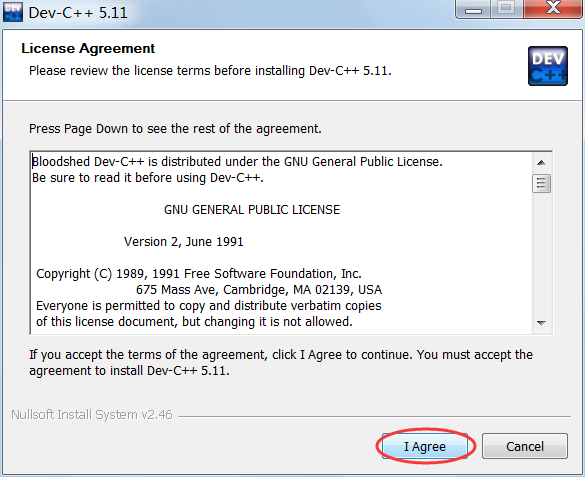 Dev-C++ 5.11
License Agreement
Please review the license terms before installing Dev-C++ 5.11.
DEV
C++
Press Page Down to see the rest of the agreement.
Bloodshed Dev-C++ is distributed under the GNU General Public License.
Be sure to read it before using Dev-C++.
GNU GENERAL PUBLIC LICENSE
Version 2, June 1991
Copyright (C) 1989, 1991 Free Software Foundation, Inc.
675 Mass Ave, Cambridge, MA 02139, USA
Everyone is permitted to copy and distribute verbatim copies
of this license document, but changing it is not allowed.
If you accept the terms of the agreement, click I Agree to continue. You must accept the
agreement to install Dev-C++ 5.11.
Nullsoft Install System v2.46
I Agree
Cancel